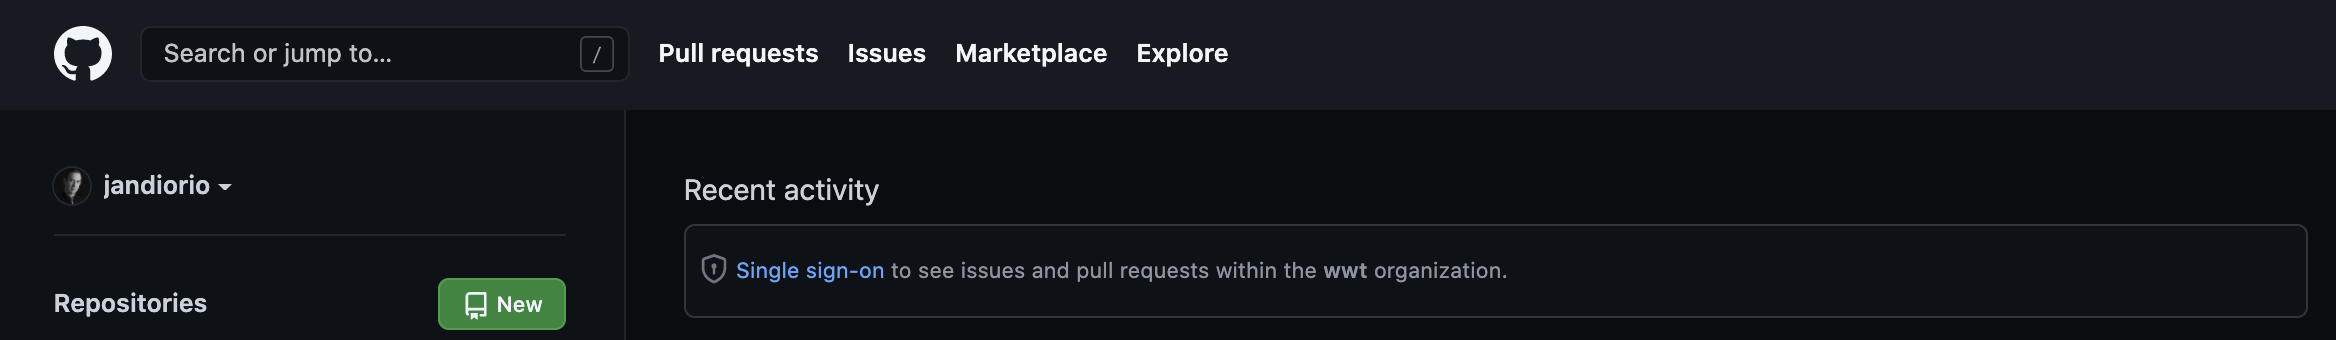 Search or jump to... /
Pull requests Issues Marketplace Explore
jandiorio
Repositories
New
Recent activity
Single sign-on to see issues and pull requests within the wwt organization.